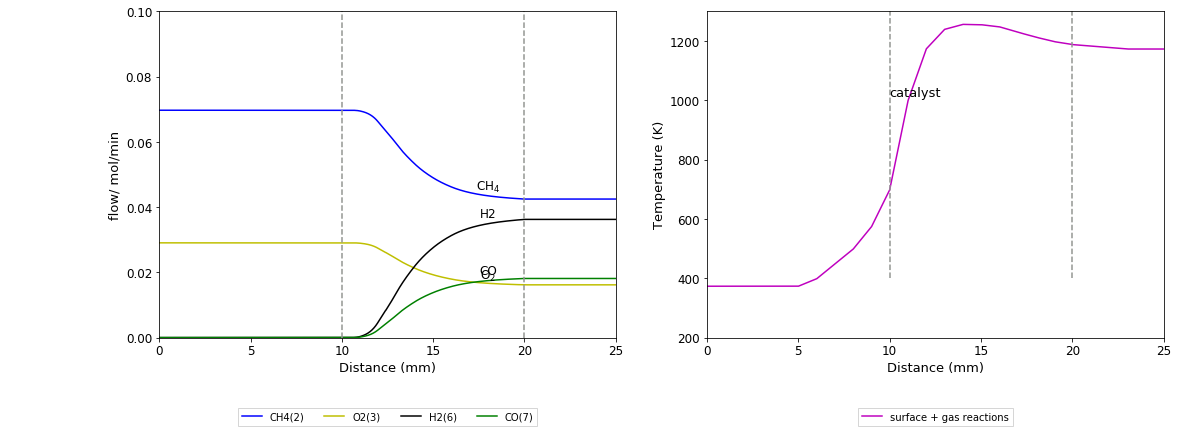 0.10
0.08
0.06
0.04
0.02
0.00
flow/ mol/min
CH4
H2
CO
O2
0 5 10 15 20 25
Distance (mm)
CH4(2) O2(3) H2(6) CO(7)
1200
1000
800
600
400
200
Temperature (K)
catalyst
0 5 10 15 20 25
Distance (mm)
surface + gas reactions